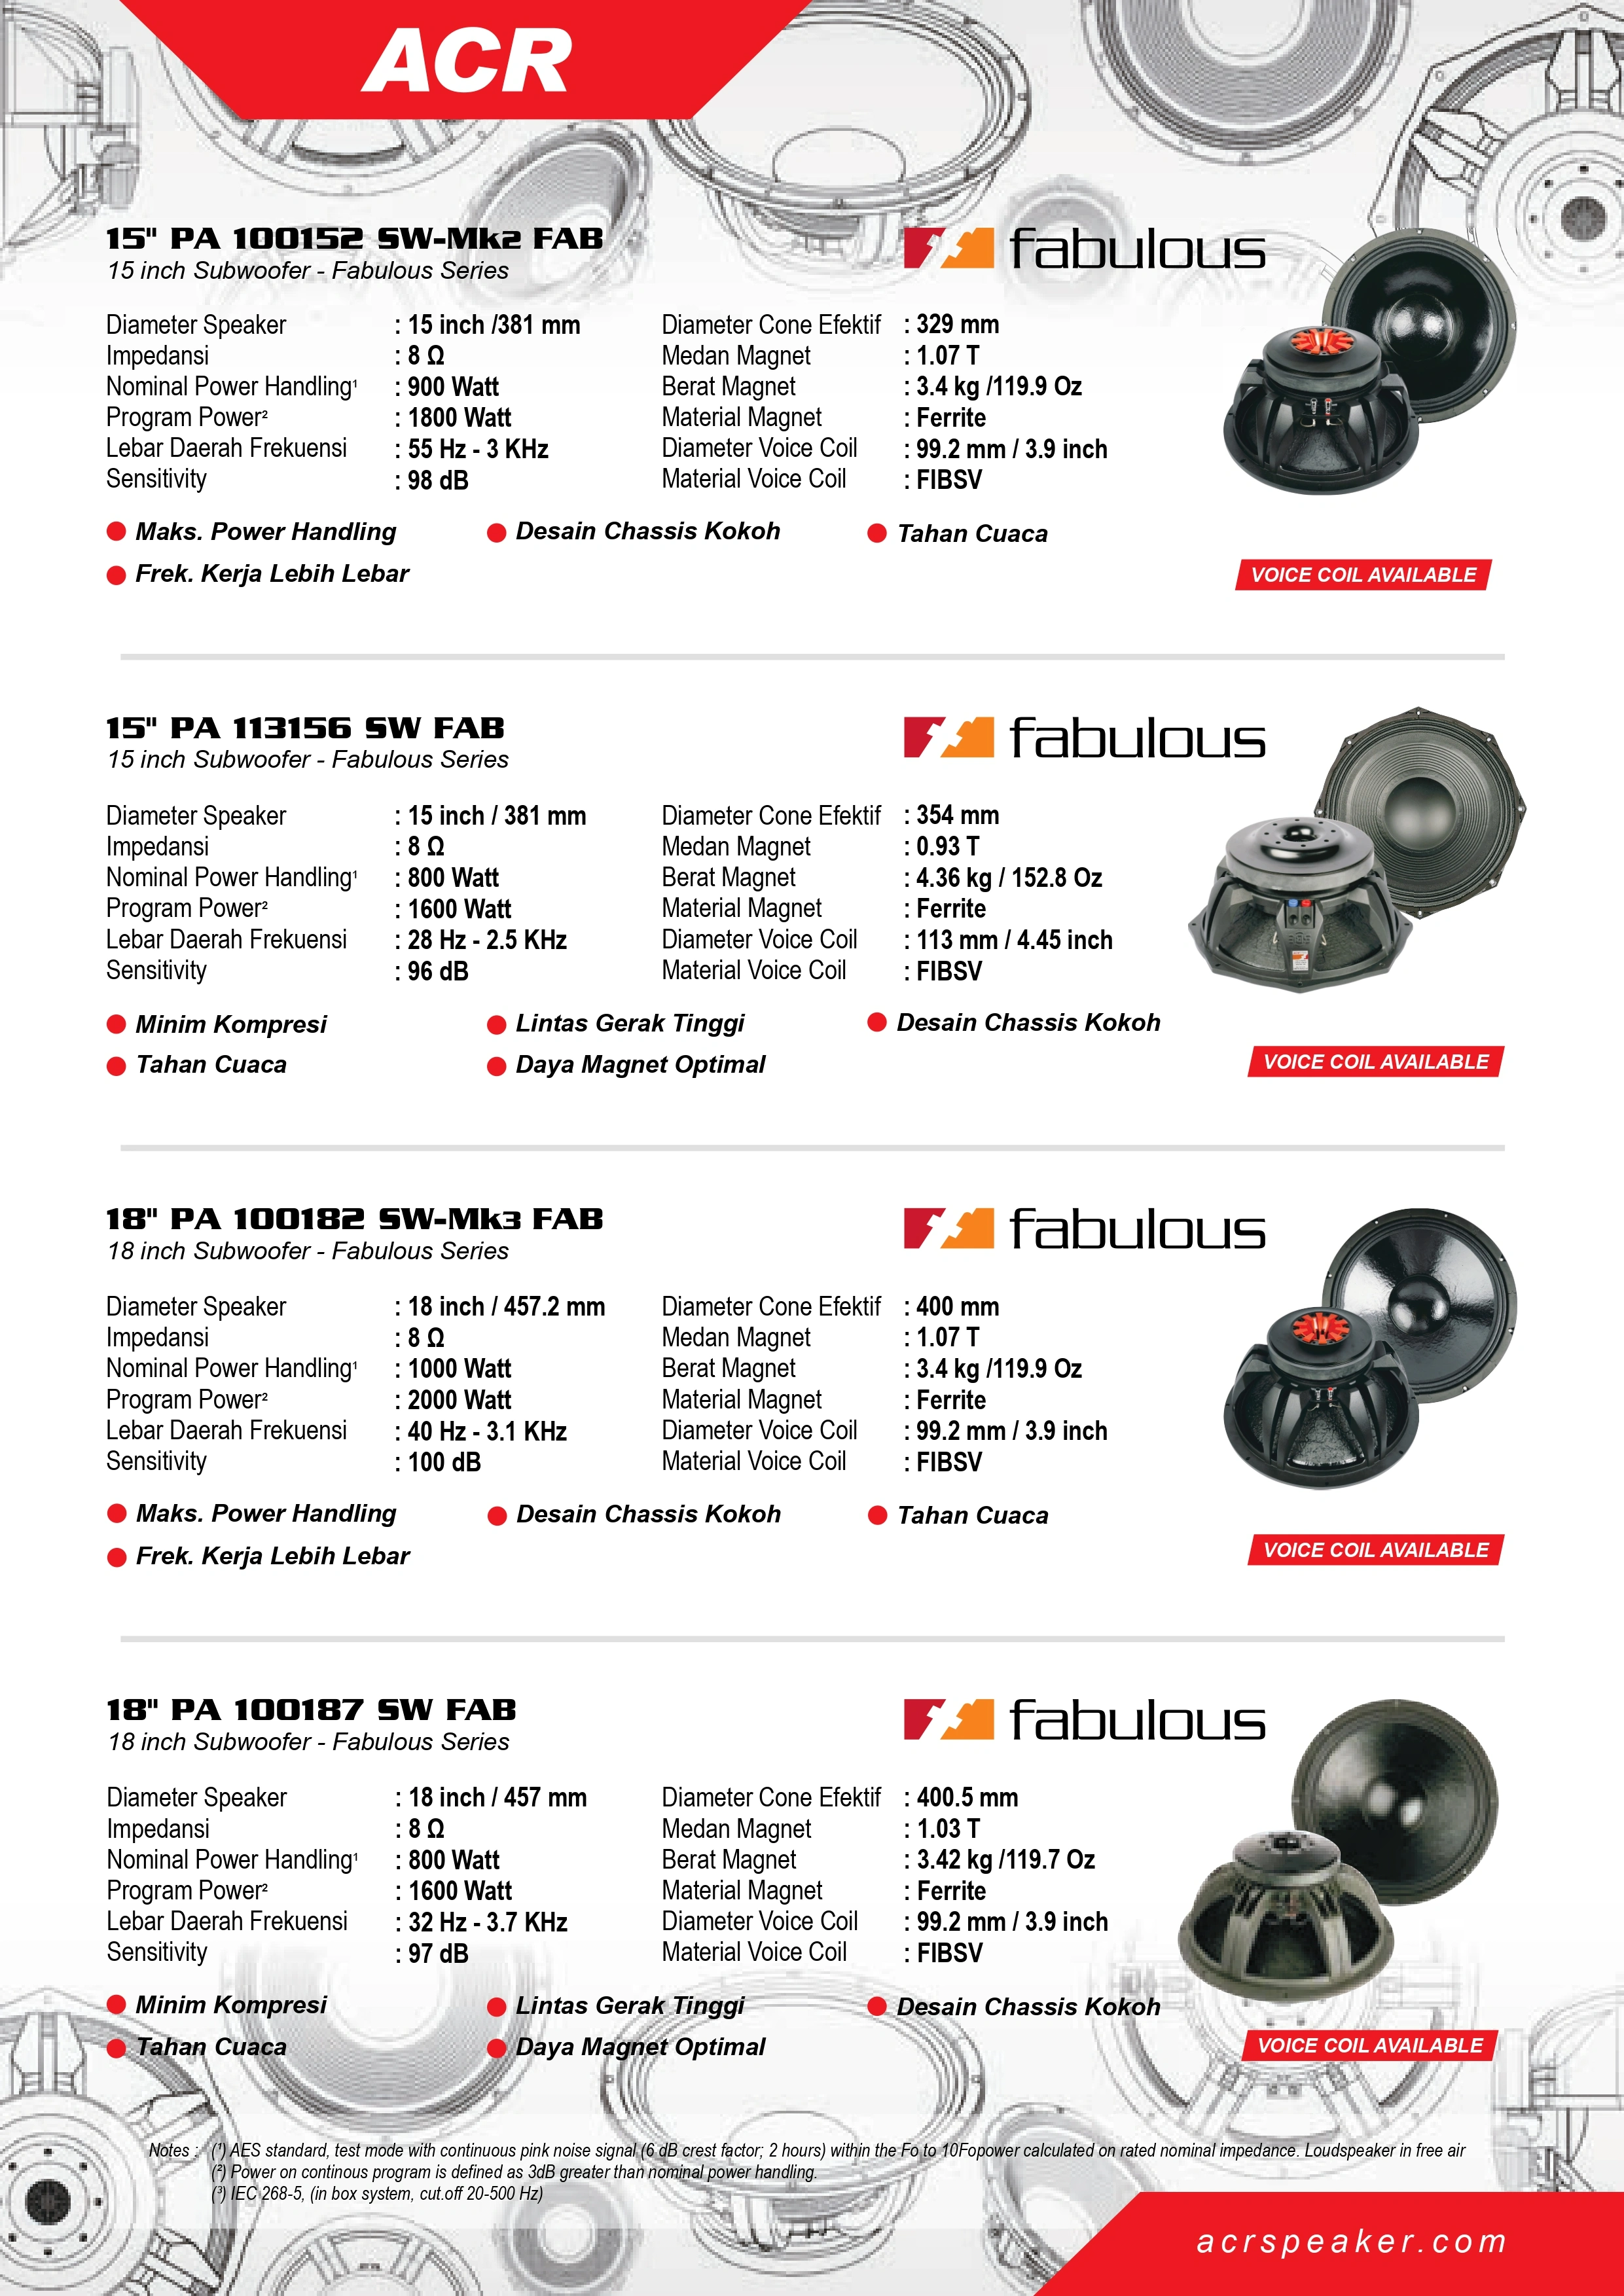 ACR
15" PA 100152 SW-Mk2 FAB
15 inch Subwoofer - Fabulous Series
fabulous
Diameter Speaker : 15 inch /381 mm Diameter Cone Efektif : 329 mm
Impedansi : 8 Ω Medan Magnet : 1.07 T
Nominal Power Handling¹ : 900 Watt Berat Magnet : 3.4 kg /119.9 Oz
Program Power² : 1800 Watt Material Magnet : Ferrite
Lebar Daerah Frekuensi : 55 Hz - 3 KHz Diameter Voice Coil : 99.2 mm / 3.9 inch
Sensitivity : 98 dB Material Voice Coil : FIBSV
Maks. Power Handling Desain Chassis Kokoh Tahan Cuaca
Frek. Kerja Lebih Lebar
VOICE COIL AVAILABLE
15" PA 113156 SW FAB
15 inch Subwoofer - Fabulous Series
fabulous
Diameter Speaker : 15 inch / 381 mm Diameter Cone Efektif : 354 mm
Impedansi : 8 Ω Medan Magnet : 0.93 T
Nominal Power Handling¹ : 800 Watt Berat Magnet : 4.36 kg / 152.8 Oz
Program Power² : 1600 Watt Material Magnet : Ferrite
Lebar Daerah Frekuensi : 28 Hz - 2.5 KHz Diameter Voice Coil : 113 mm / 4.45 inch
Sensitivity : 96 dB Material Voice Coil : FIBSV
Minim Kompresi Lintas Gerak Tinggi Desain Chassis Kokoh
Tahan Cuaca Daya Magnet Optimal
VOICE COIL AVAILABLE
18" PA 100182 SW-Mk3 FAB
18 inch Subwoofer - Fabulous Series
fabulous
Diameter Speaker : 18 inch / 457.2 mm Diameter Cone Efektif : 400 mm
Impedansi : 8 Ω Medan Magnet : 1.07 T
Nominal Power Handling¹ : 1000 Watt Berat Magnet : 3.4 kg /119.9 Oz
Program Power² : 2000 Watt Material Magnet : Ferrite
Lebar Daerah Frekuensi : 40 Hz - 3.1 KHz Diameter Voice Coil : 99.2 mm / 3.9 inch
Sensitivity : 100 dB Material Voice Coil : FIBSV
Maks. Power Handling Desain Chassis Kokoh Tahan Cuaca
Frek. Kerja Lebih Lebar
VOICE COIL AVAILABLE
18" PA 100187 SW FAB
18 inch Subwoofer - Fabulous Series
fabulous
Diameter Speaker : 18 inch / 457 mm Diameter Cone Efektif : 400.5 mm
Impedansi : 8 Ω Medan Magnet : 1.03 T
Nominal Power Handling¹ : 800 Watt Berat Magnet : 3.42 kg /119.7 Oz
Program Power² : 1600 Watt Material Magnet : Ferrite
Lebar Daerah Frekuensi : 32 Hz - 3.7 KHz Diameter Voice Coil : 99.2 mm / 3.9 inch
Sensitivity : 97 dB Material Voice Coil : FIBSV
Minim Kompresi Lintas Gerak Tinggi Desain Chassis Kokoh
Tahan Cuaca Daya Magnet Optimal
VOICE COIL AVAILABLE
Notes : (¹) AES standard, test mode with continuous pink noise signal (6 dB crest factor; 2 hours) within the Fo to 10Fopower calculated on rated nominal impedance. Loudspeaker in free air
(²) Power on continous program is defined as 3dB greater than nominal power handling.
(³) IEC 268-5, (in box system, cut.off 20-500 Hz)
acrspeaker.com